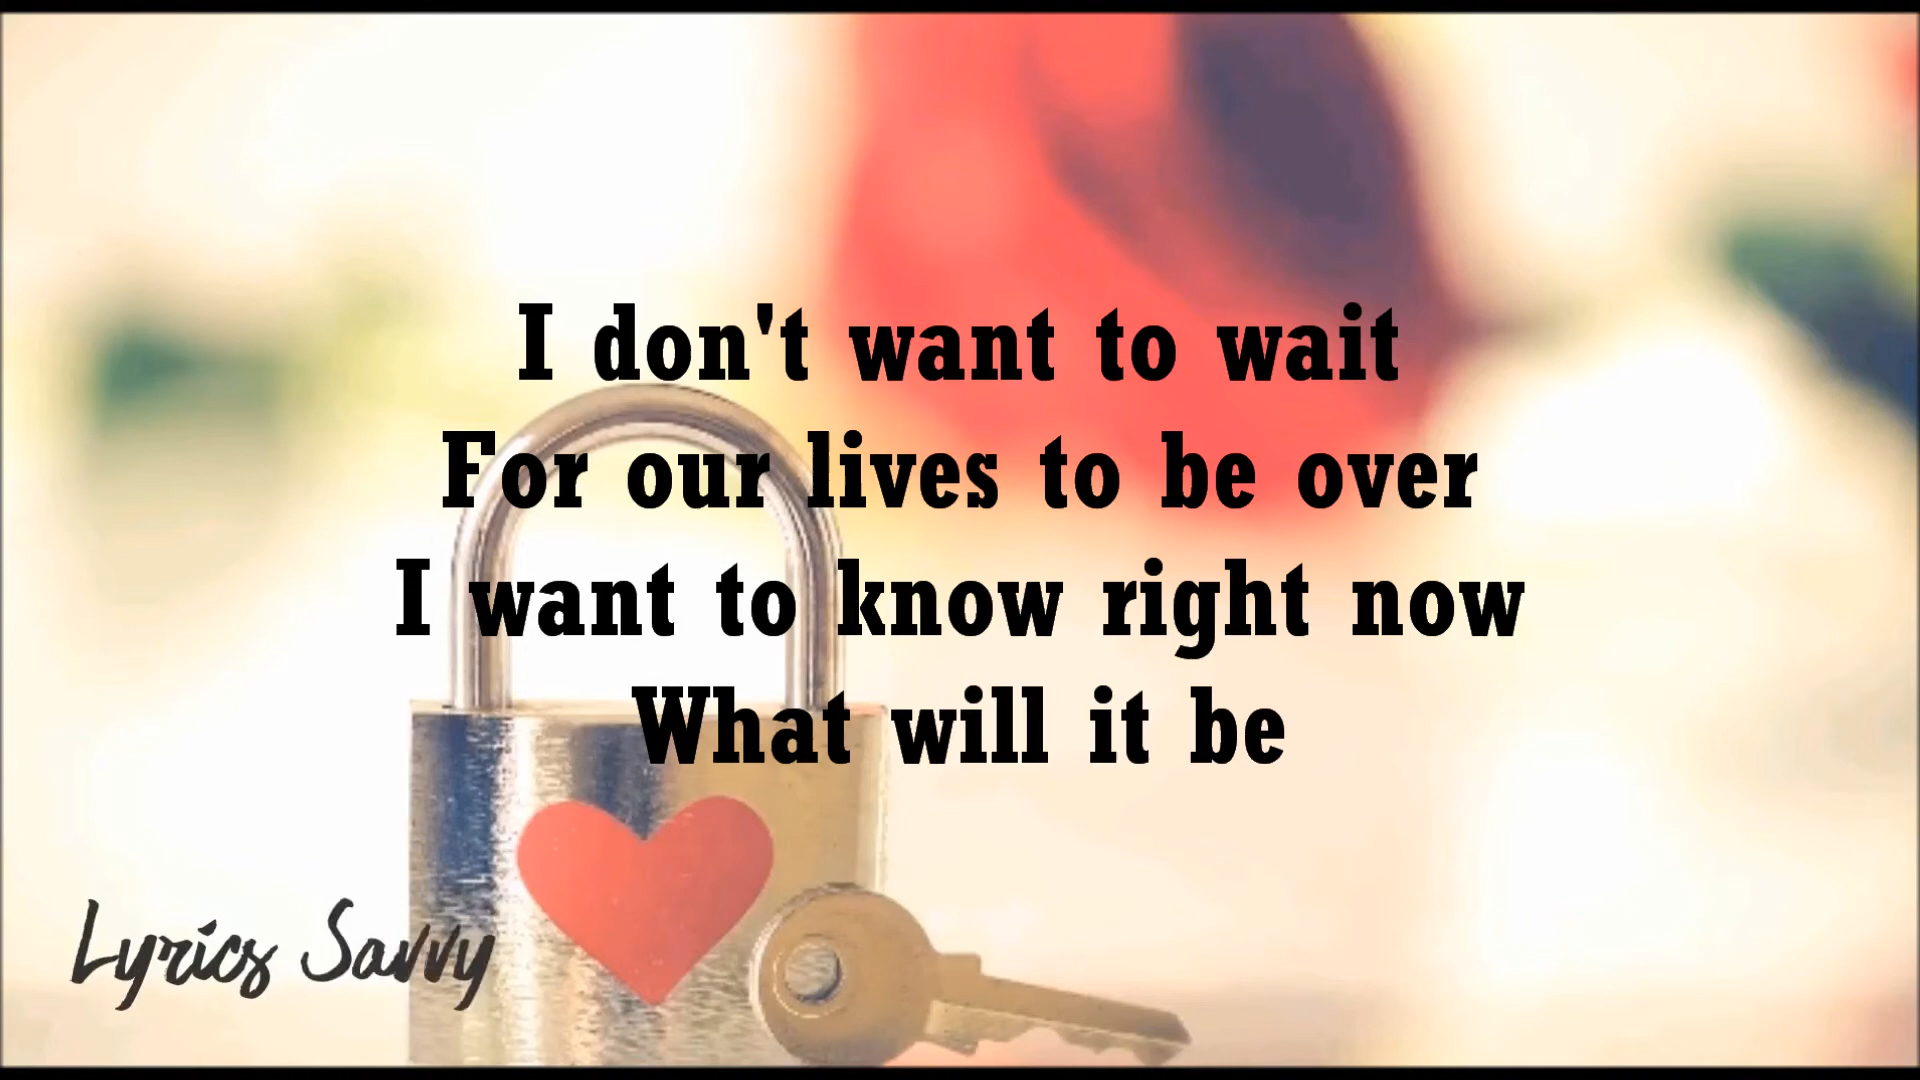 I don't want to wait
For our lives to be over
I want to know right now
What will it be
Lyrics Savvy